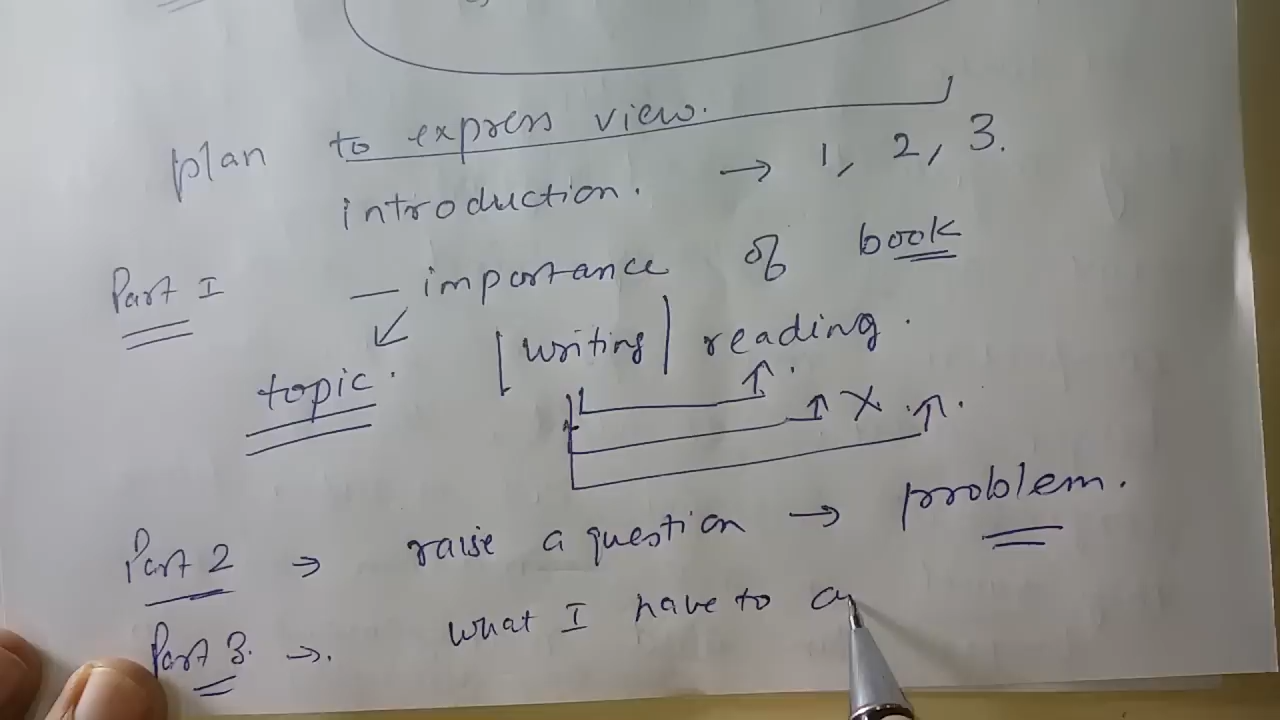 plan to express view.
introduction. → 1, 2, 3.
Part I — importance of book
topic. [writing] reading.
X
Part 2 → raise a question → problem.
Part 3. → what I have to a